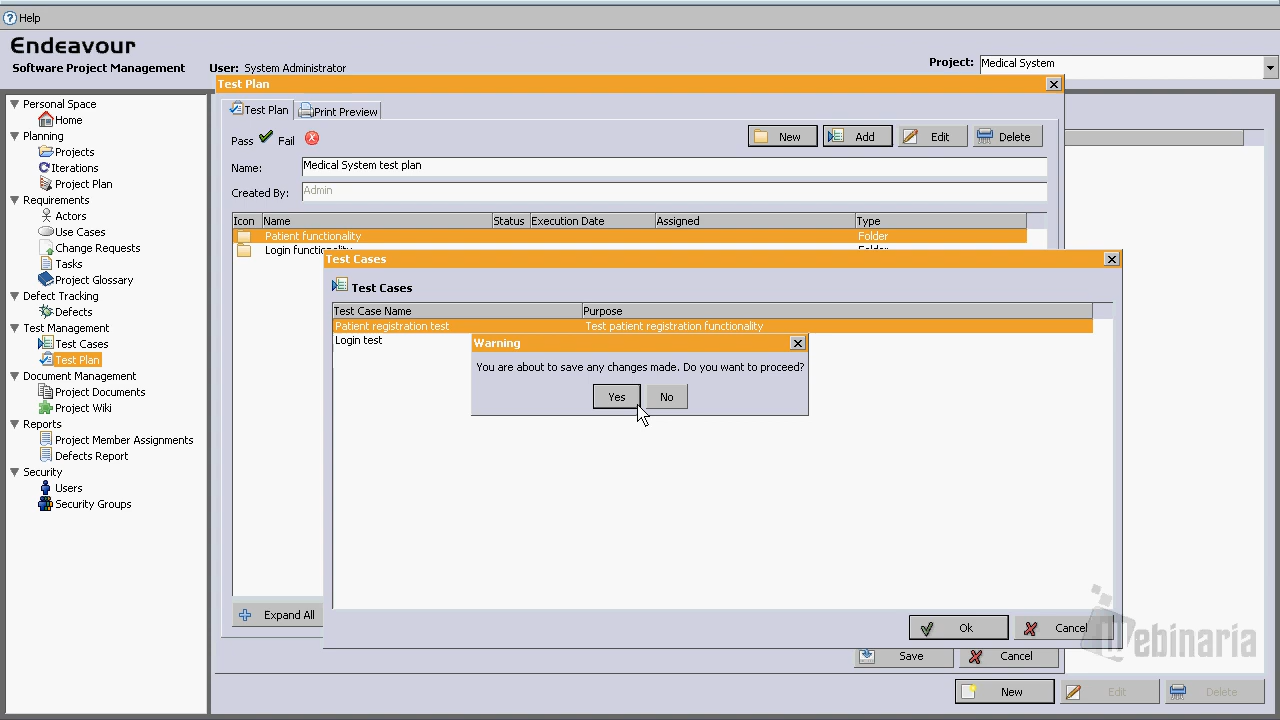 Help
Endeavour
Software Project Management User: System Administrator Project: Medical System
Personal Space
Home
Planning
Projects
Iterations
Project Plan
Requirements
Actors
Use Cases
Change Requests
Tasks
Project Glossary
Defect Tracking
Defects
Test Management
Test Cases
Test Plan
Document Management
Project Documents
Project Wiki
Reports
Project Member Assignments
Defects Report
Security
Users
Security Groups
Test Plan
Test Plan Print Preview
Pass Fail New Add Edit Delete
Name: Medical System test plan
Created By: Admin
Icon Name Status Execution Date Assigned Type
Patient functionality Folder
Login functionality Folder
Test Cases
Test Cases
Test Case Name Purpose
Patient registration test Test patient registration functionality
Login test
Warning
You are about to save any changes made. Do you want to proceed?
Yes No
Expand All
Ok Cancel
Save Cancel
New Edit Delete
Webinaria